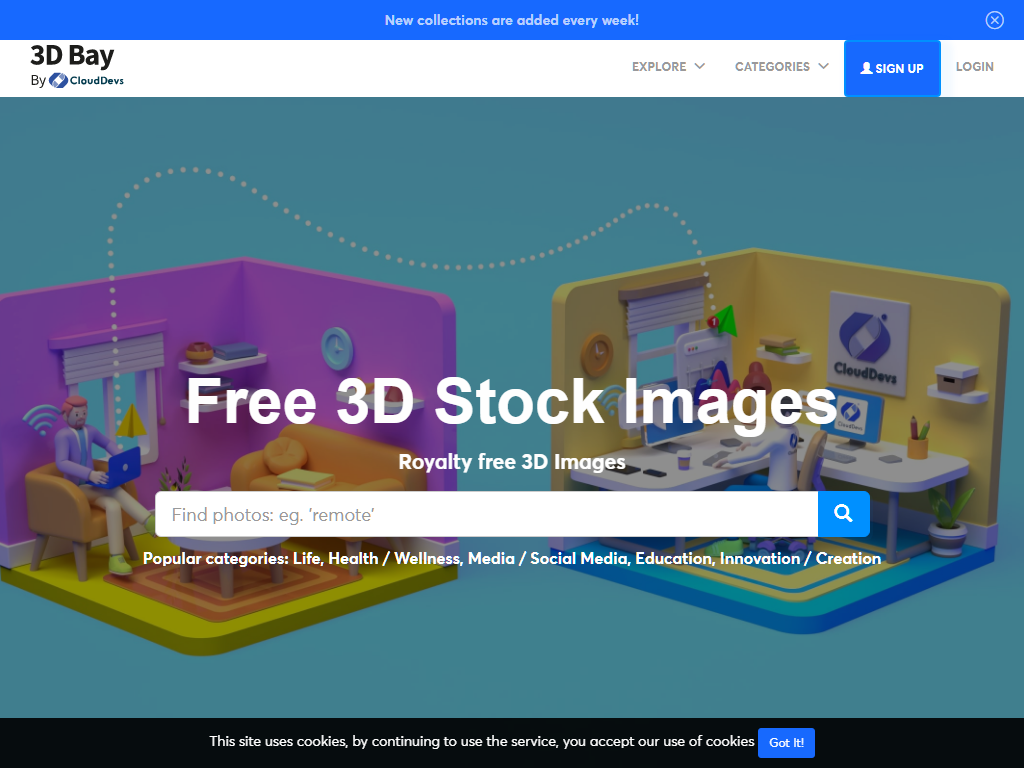 New collections are added every week!
3D Bay
By CloudDevs
EXPLORE
CATEGORIES
SIGN UP
LOGIN
CloudDevs
CloudDevs
Free 3D Stock Images
Royalty free 3D Images
Find photos: eg. 'remote'
Popular categories: Life, Health / Wellness, Media / Social Media, Education, Innovation / Creation
This site uses cookies, by continuing to use the service, you accept our use of cookies
Got It!